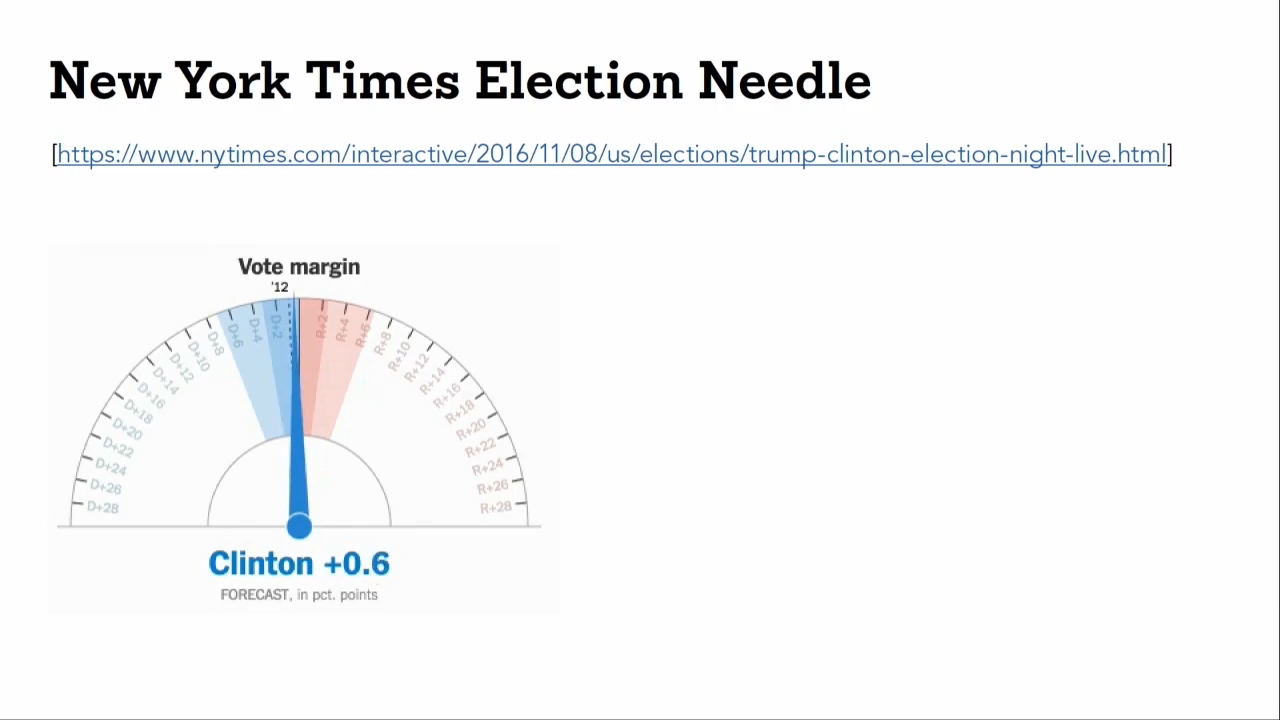 New York Times Election Needle
[https://www.nytimes.com/interactive/2016/11/08/us/elections/trump-clinton-election-night-live.html]
Vote margin
'12
D+28
D+26
D+24
D+22
D+20
D+18
D+16
D+14
D+12
D+10
D+8
D+6
D+4
D+2
R+2
R+4
R+6
R+8
R+10
R+12
R+14
R+16
R+18
R+20
R+22
R+24
R+26
R+28
Clinton +0.6
FORECAST, in pct. points